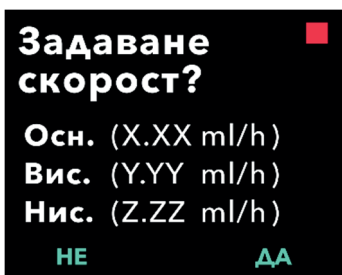 Задаване
скорост?
Осн. (X.XX ml/h)
Вис. (Y.YY ml/h)
Нис. (Z.ZZ ml/h)
НЕ ДА